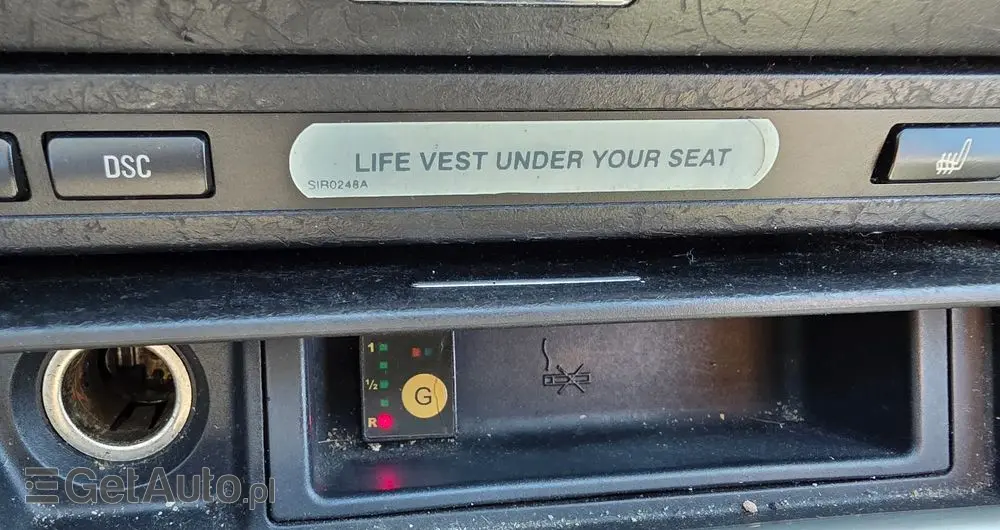 DSC
LIFE VEST UNDER YOUR SEAT
SIR0248A
1
1/2
R
G
GetAuto.pl